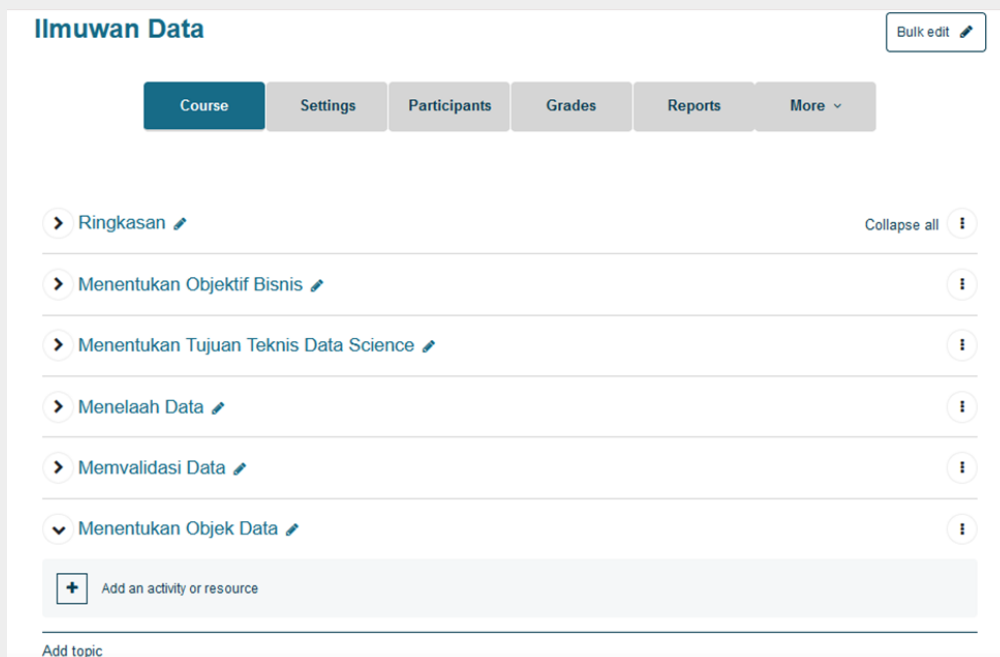 Ilmuwan Data
Bulk edit
Course Settings Participants Grades Reports More
Ringkasan
Collapse all
Menentukan Objektif Bisnis
Menentukan Tujuan Teknis Data Science
Menelaah Data
Memvalidasi Data
Menentukan Objek Data
Add an activity or resource
Add topic